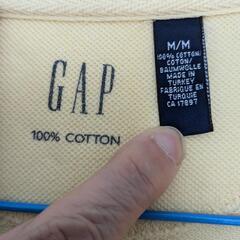 GAP
100% COTTON
M/M
100% COTTON/
COTON/
BAUMWOLLE
MADE IN
TURKEY
FABRIQUE EN
TURQUIE
CA 17897